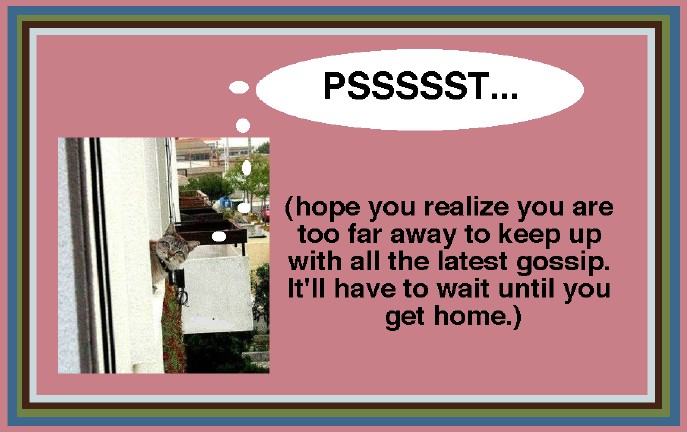 PSSSSST...
(hope you realize you are
too far away to keep up
with all the latest gossip.
It'll have to wait until you
get home.)